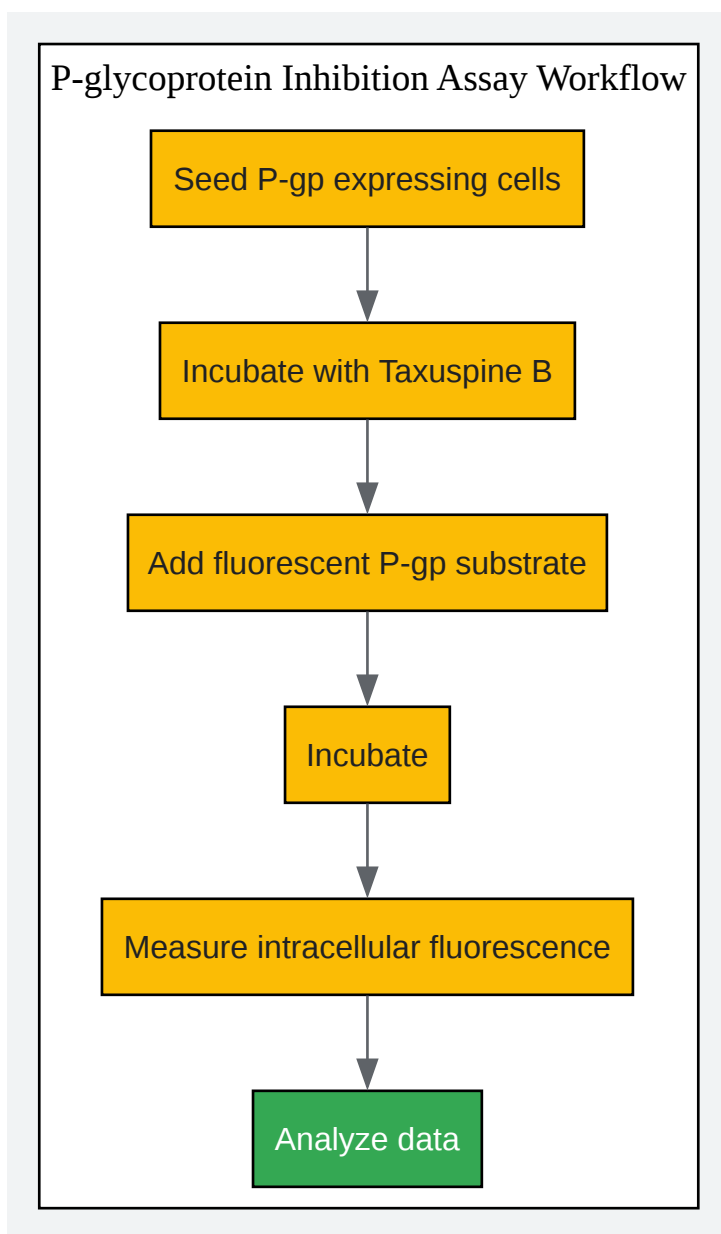 P-glycoprotein Inhibition Assay Workflow
Seed P-gp expressing cells
Incubate with Taxuspine B
Add fluorescent P-gp substrate
Incubate
Measure intracellular fluorescence
Analyze data